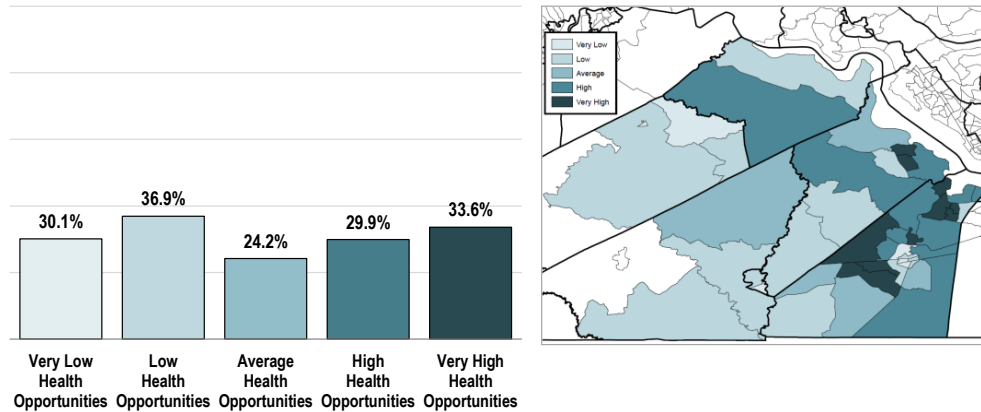 30.1%
36.9%
24.2%
29.9%
33.6%
Very Low
Health
Opportunities
Low
Health
Opportunities
Average
Health
Opportunities
High
Health
Opportunities
Very High
Health
Opportunities
Very Low
Low
Average
High
Very High